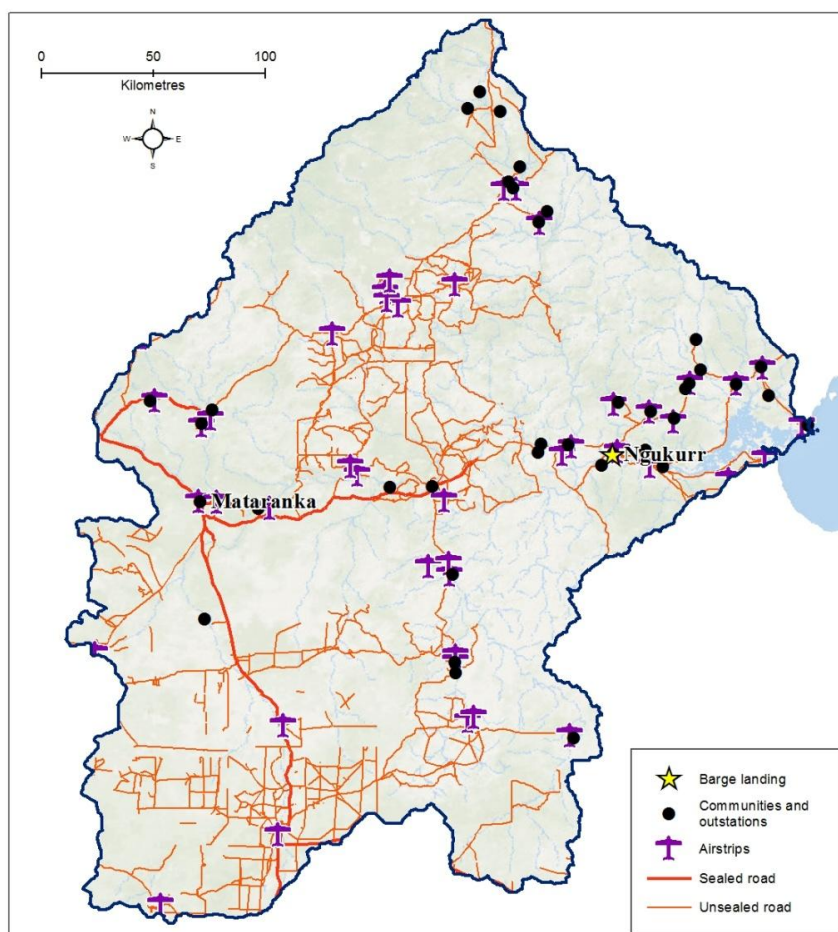 0 50 100
Kilometres
N
W E
S
Ngukurr
Mataranka
Barge landing
Communities and
outstations
Airstrips
Sealed road
Unsealed road